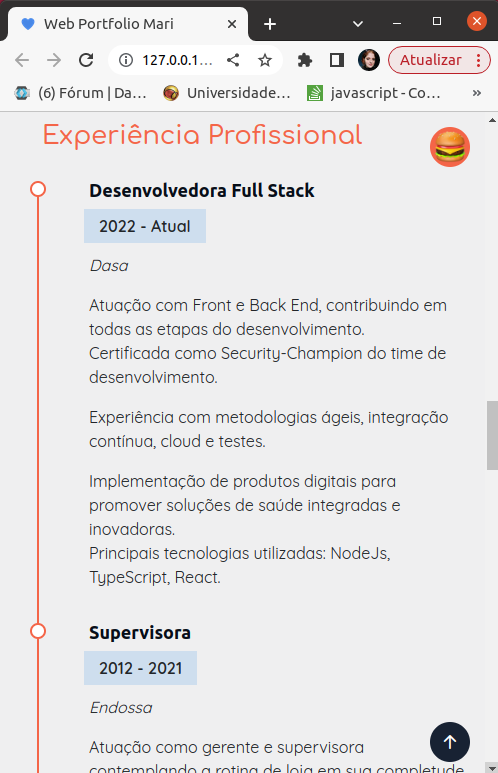 Web Portfolio Mari
127.0.0.1...
Atualizar
(6) Fórum | Da...
Universidade...
javascript - Co...
»
Experiência Profissional
Desenvolvedora Full Stack
2022 - Atual
Dasa
Atuação com Front e Back End, contribuindo em
todas as etapas do desenvolvimento.
Certificada como Security-Champion do time de
desenvolvimento.
Experiência com metodologias ágeis, integração
contínua, cloud e testes.
Implementação de produtos digitais para
promover soluções de saúde integradas e
inovadoras.
Principais tecnologias utilizadas: NodeJs,
TypeScript, React.
Supervisora
2012 - 2021
Endossa
Atuação como gerente e supervisora
contemplando a rotina de loja em sua completude